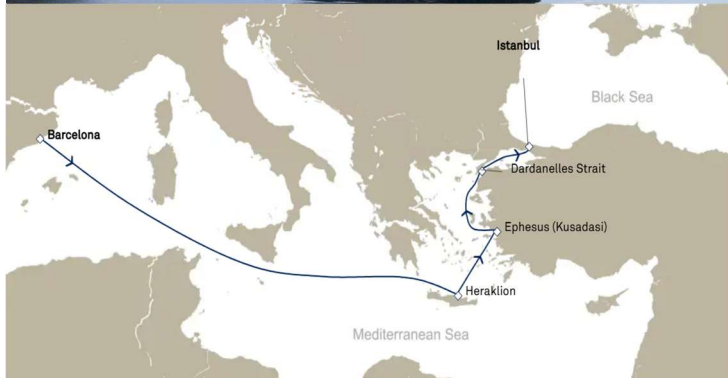 Istanbul
Black Sea
Barcelona
Dardanelles Strait
Ephesus (Kusadasi)
Heraklion
Mediterranean Sea